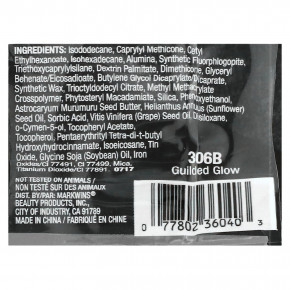 INGREDIENTS: Isododecane, Caprylyl Methicone, Cetyl
Ethylhexanoate, Isohexadecane, Alumina, Synthetic Fluorphlogopite,
Triethylhexanoin, Dextrin Palmitate, Dimethicone, Glyceryl
Behenate/Eicosadioate, Butylene Glycol Dicaprylate/Dicaprate,
Synthetic Wax, Trioctyldodecyl Citrate, Methyl Methacrylate
Crosspolymer, Phytosteryl Macadamiate, Silica, Phenoxyethanol,
Astrocaryum Murumuru Seed Butter, Helianthus Annuus (Sunflower)
Seed Oil, Sorbic Acid, Vitis Vinifera (Grape) Seed Oil, Disiloxane,
o-Cymen-5-ol, Tocopheryl Acetate,
Tocopherol, Pentaerythrityl Tetra-di-t-butyl
Hydroxyhydrocinnamate, Isoeicosane, Tin
Oxide, Glycine Soja (Soybean) Oil, Iron
Oxides/CI 77491, CI 77499, Mica,
Titanium Dioxide/CI 77891. 0717
306B
Guilded Glow
NOT TESTED ON ANIMALS /
NON TESTÉ SUR DES ANIMAUX
DIST. BY/PAR: MARKWINS®
BEAUTY PRODUCTS, INC.,
CITY OF INDUSTRY, CA 91789
MADE IN CHINA / FABRIQUÉ EN CHINE
0 77802 36040 3